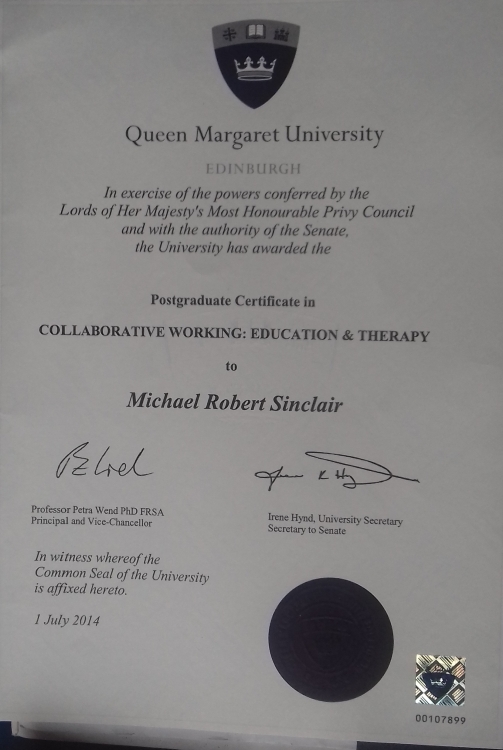 Queen Margaret University
EDINBURGH
In exercise of the powers conferred by the
Lords of Her Majesty's Most Honourable Privy Council
and with the authority of the Senate,
the University has awarded the
Postgraduate Certificate in
COLLABORATIVE WORKING: EDUCATION & THERAPY
to
Michael Robert Sinclair
Professor Petra Wend PhD FRSA
Principal and Vice-Chancellor
Irene Hynd, University Secretary
Secretary to Senate
In witness whereof the
Common Seal of the University
is affixed hereto.
1 July 2014
00107899